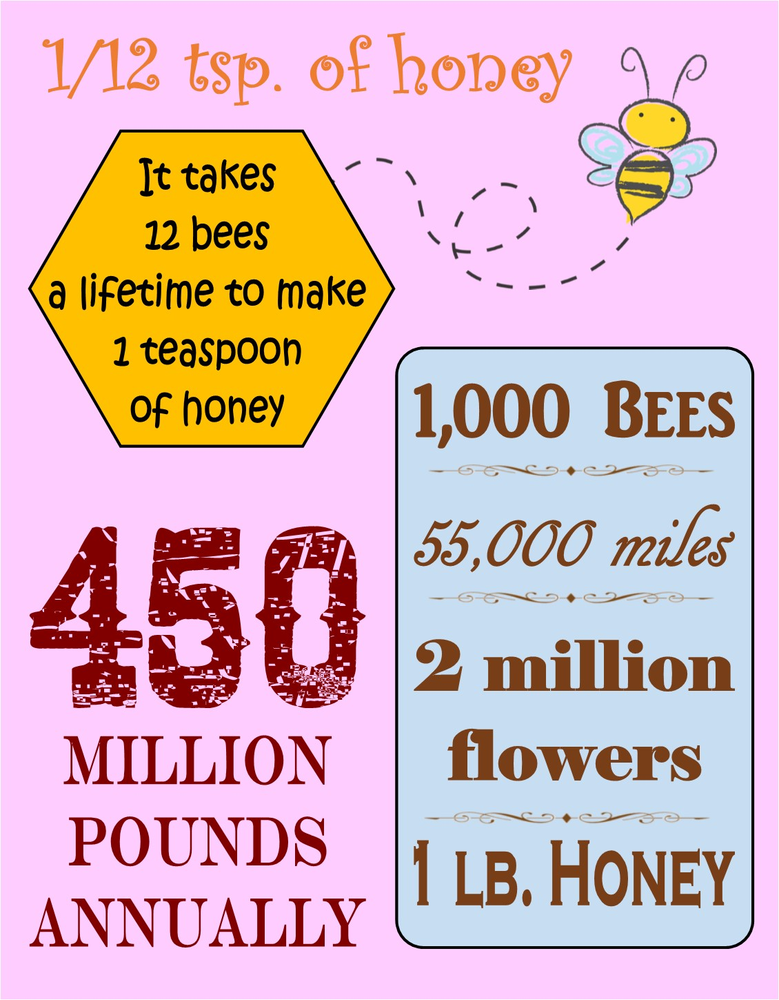 1/12 tsp. of honey
It takes
12 bees
a lifetime to make
1 teaspoon
of honey
1,000 BEES
55,000 miles
2 million
flowers
1 LB. HONEY
450
MILLION
POUNDS
ANNUALLY